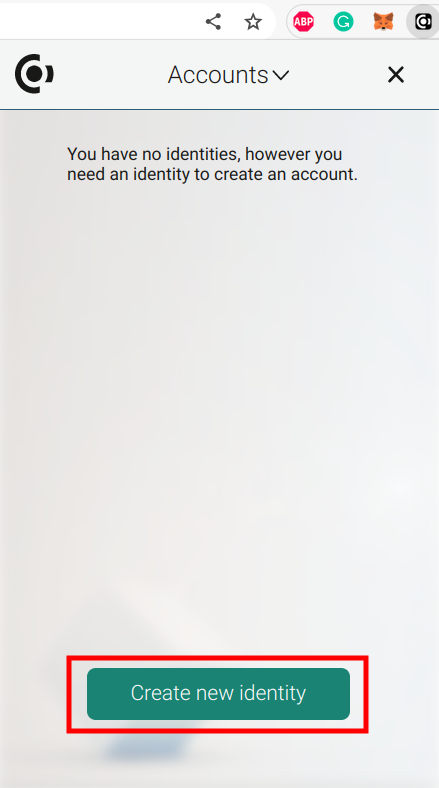 ABP
Accounts
You have no identities, however you
need an identity to create an account.
Create new identity